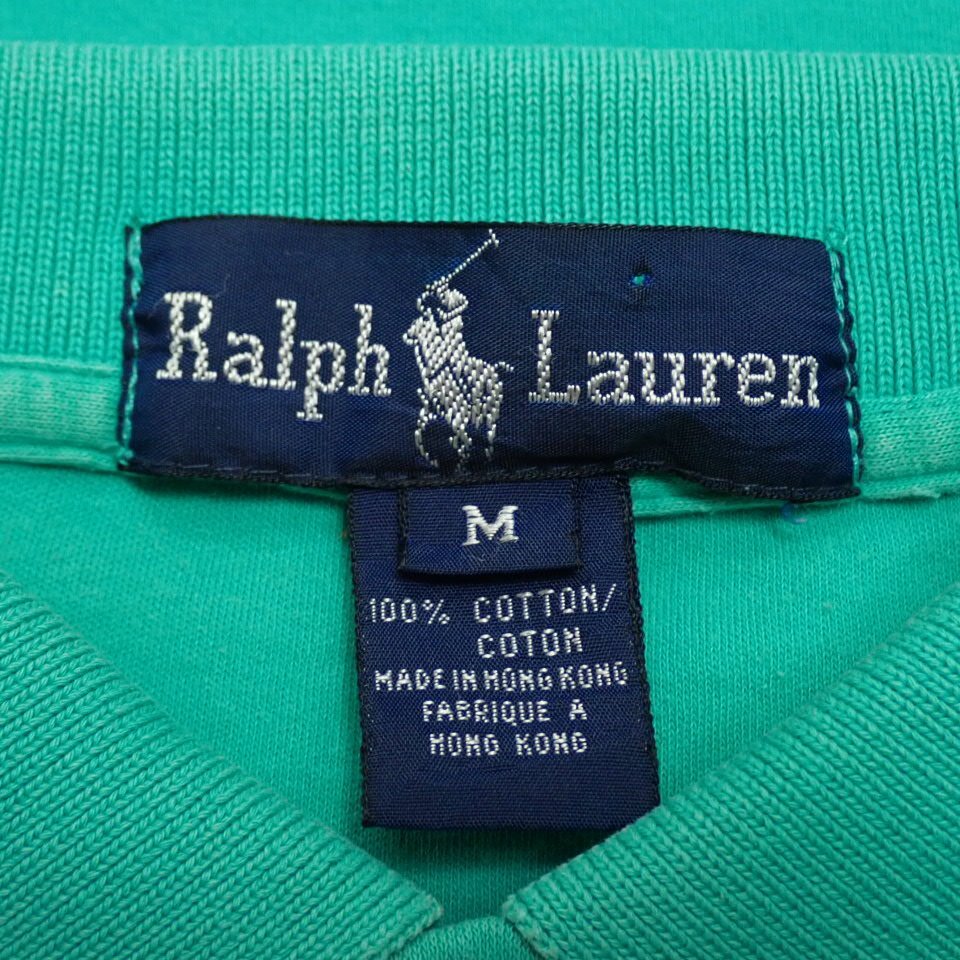 Ralph Lauren
M
100% COTTON/
COTON
MADE IN HONG KONG
FABRIQUE A
HONG KONG